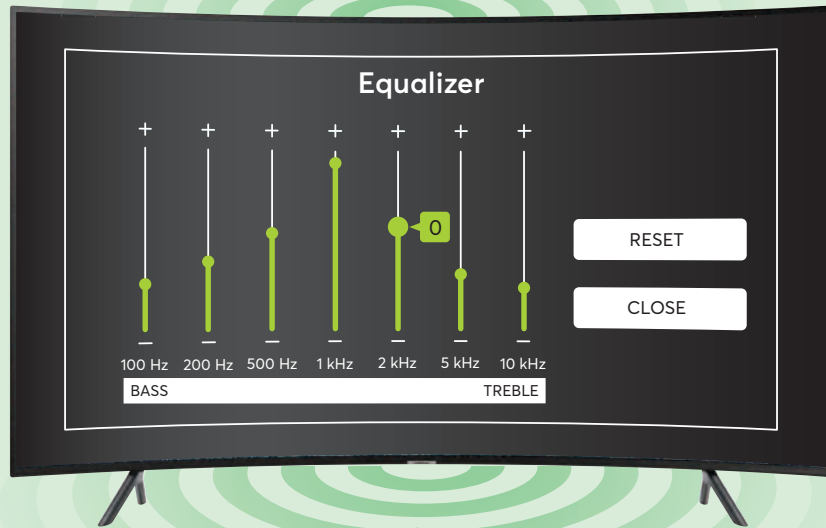 Equalizer
+ + + + + + +
0
RESET
CLOSE
– – – – – – –
100 Hz 200 Hz 500 Hz 1 kHz 2 kHz 5 kHz 10 kHz
BASS TREBLE